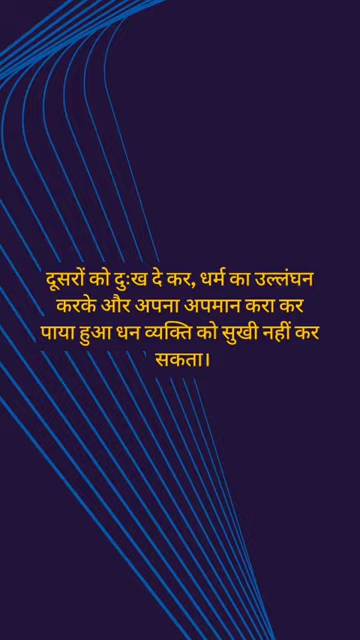 दूसरों को दुःख दे कर, धर्म का उल्लंघन
करके और अपना अपमान करा कर
पाया हुआ धन व्यक्ति को सुखी नहीं कर
सकता।